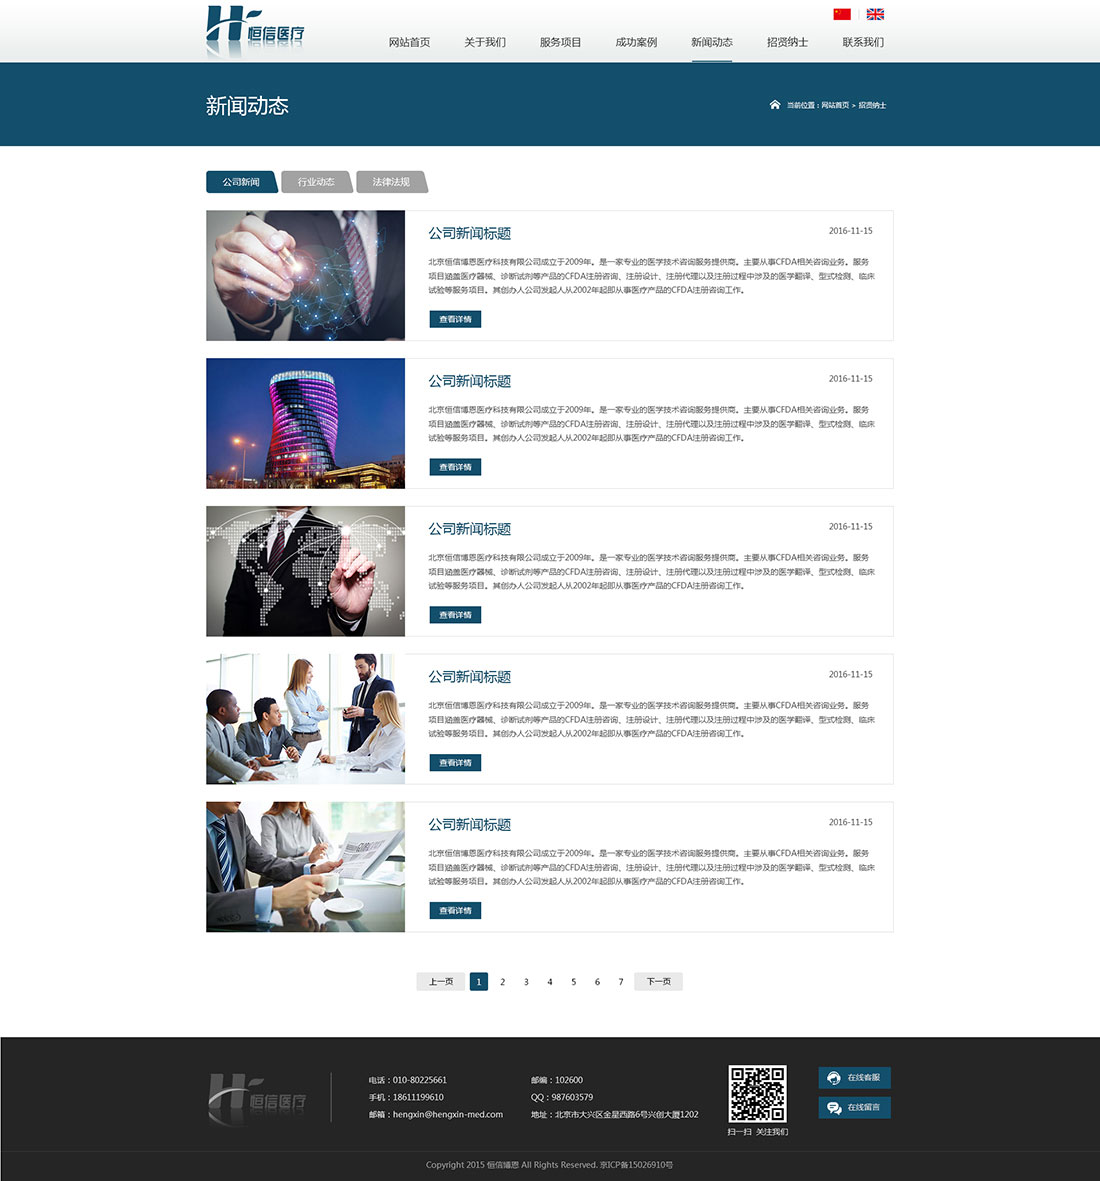 恒信医疗
网站首页 关于我们 服务项目 成功案例 新闻动态 招贤纳士 联系我们
新闻动态
当前位置：网站首页 > 招贤纳士
公司新闻 行业动态 法律法规
公司新闻标题
2016-11-15
北京恒信博恩医疗科技有限公司成立于2009年。是一家专业的医学技术咨询服务提供商。主要从事CFDA相关咨询业务。服务
项目涵盖医疗器械、诊断试剂等产品的CFDA注册咨询、注册设计、注册代理以及注册过程中涉及的医学翻译、型式检测、临床
试验等服务项目。其创办人公司发起人从2002年起即从事医疗产品的CFDA注册咨询工作。
查看详情
公司新闻标题
2016-11-15
北京恒信博恩医疗科技有限公司成立于2009年。是一家专业的医学技术咨询服务提供商。主要从事CFDA相关咨询业务。服务
项目涵盖医疗器械、诊断试剂等产品的CFDA注册咨询、注册设计、注册代理以及注册过程中涉及的医学翻译、型式检测、临床
试验等服务项目。其创办人公司发起人从2002年起即从事医疗产品的CFDA注册咨询工作。
查看详情
公司新闻标题
2016-11-15
北京恒信博恩医疗科技有限公司成立于2009年。是一家专业的医学技术咨询服务提供商。主要从事CFDA相关咨询业务。服务
项目涵盖医疗器械、诊断试剂等产品的CFDA注册咨询、注册设计、注册代理以及注册过程中涉及的医学翻译、型式检测、临床
试验等服务项目。其创办人公司发起人从2002年起即从事医疗产品的CFDA注册咨询工作。
查看详情
公司新闻标题
2016-11-15
北京恒信博恩医疗科技有限公司成立于2009年。是一家专业的医学技术咨询服务提供商。主要从事CFDA相关咨询业务。服务
项目涵盖医疗器械、诊断试剂等产品的CFDA注册咨询、注册设计、注册代理以及注册过程中涉及的医学翻译、型式检测、临床
试验等服务项目。其创办人公司发起人从2002年起即从事医疗产品的CFDA注册咨询工作。
查看详情
公司新闻标题
2016-11-15
北京恒信博恩医疗科技有限公司成立于2009年。是一家专业的医学技术咨询服务提供商。主要从事CFDA相关咨询业务。服务
项目涵盖医疗器械、诊断试剂等产品的CFDA注册咨询、注册设计、注册代理以及注册过程中涉及的医学翻译、型式检测、临床
试验等服务项目。其创办人公司发起人从2002年起即从事医疗产品的CFDA注册咨询工作。
查看详情
上一页 1 2 3 4 5 6 7 下一页
恒信医疗
电话：010-80225661
手机：18611199610
邮箱：hengxin@hengxin-med.com
邮编：102600
QQ：987603579
地址：北京市大兴区金星西路6号兴创大厦1202
扫一扫 关注我们
在线客服
在线留言
Copyright 2015 恒信博恩 All Rights Reserved. 京ICP备15026910号